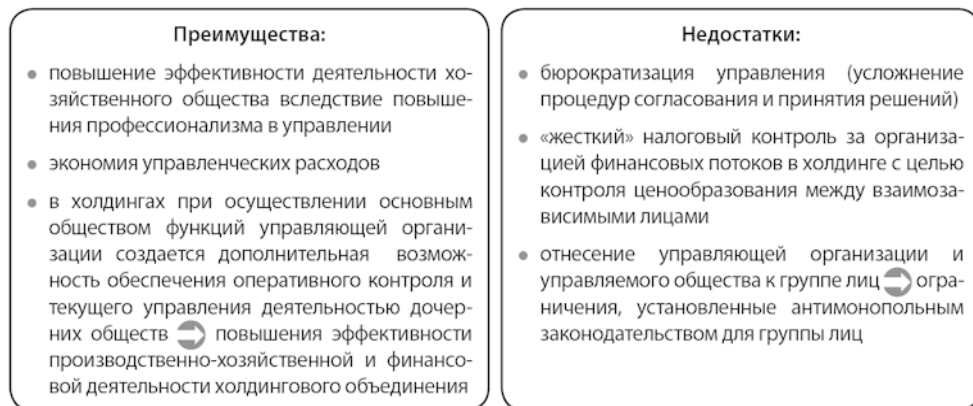 Преимущества:
● повышение эффективности деятельности хо-
зяйственного общества вследствие повыше-
ния профессионализма в управлении
● экономия управленческих расходов
● в холдингах при осуществлении основным
обществом функций управляющей органи-
зации создается дополнительная возмож-
ность обеспечения оперативного контроля и
текущего управления деятельностью дочер-
них обществ ➲ повышения эффективности
производственно-хозяйственной и финансо-
вой деятельности холдингового объединения
Недостатки:
● бюрократизация управления (усложнение
процедур согласования и принятия решений)
● «жесткий» налоговый контроль за организа-
цией финансовых потоков в холдинге с целью
контроля ценообразования между взаимоза-
висимыми лицами
● отнесение управляющей организации и
управляемого общества к группе лиц ➲ огра-
ничения, установленные антимонопольным
законодательством для группы лиц